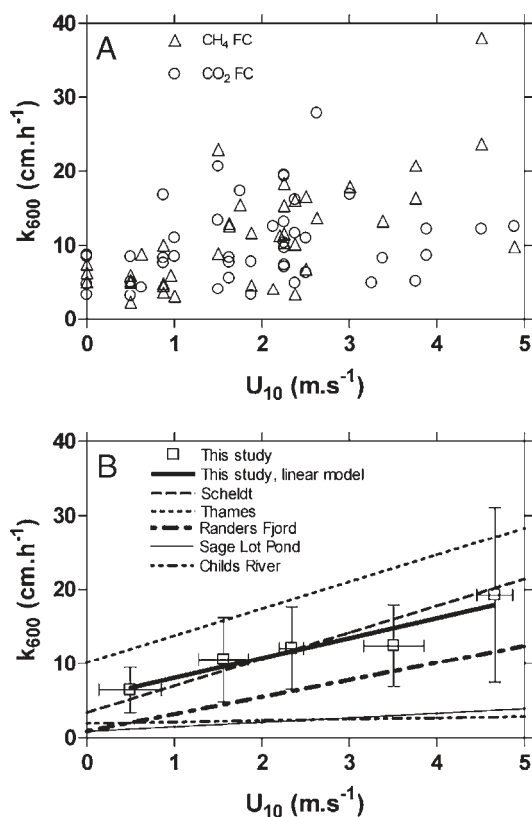 A
CH₄ FC
CO₂ FC
40
30
20
10
0
k₆₀₀ (cm.h⁻¹)
0 1 2 3 4 5
U₁₀ (m.s⁻¹)
B
This study
This study, linear model
Scheldt
Thames
Randers Fjord
Sage Lot Pond
Childs River
40
30
20
10
0
k₆₀₀ (cm.h⁻¹)
0 1 2 3 4 5
U₁₀ (m.s⁻¹)